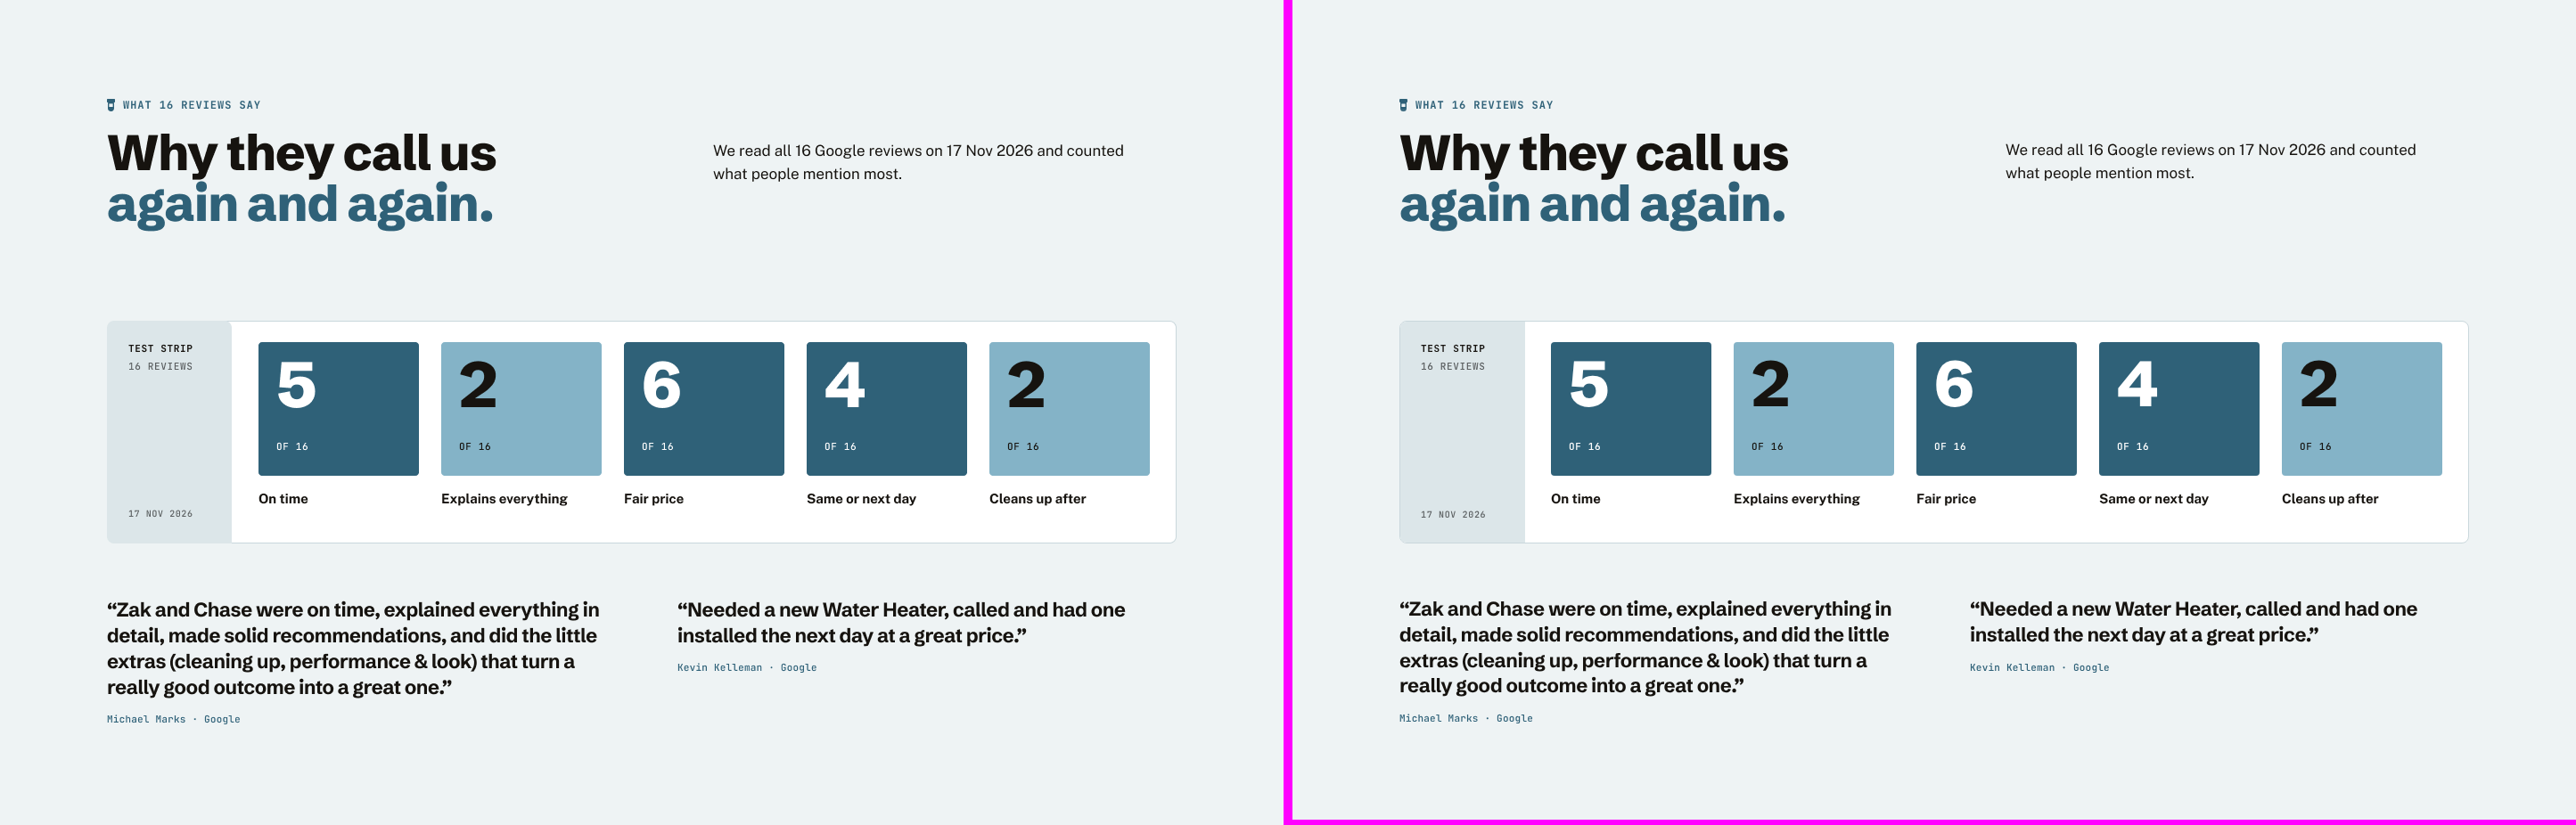 WHAT 16 REVIEWS SAY
Why they call us
again and again.
We read all 16 Google reviews on 17 Nov 2026 and counted
what people mention most.
TEST STRIP
16 REVIEWS
17 NOV 2026
5
OF 16
On time
2
OF 16
Explains everything
6
OF 16
Fair price
4
OF 16
Same or next day
2
OF 16
Cleans up after
“Zak and Chase were on time, explained everything in
detail, made solid recommendations, and did the little
extras (cleaning up, performance & look) that turn a
really good outcome into a great one.”
Michael Marks · Google
“Needed a new Water Heater, called and had one
installed the next day at a great price.”
Kevin Kelleman · Google
WHAT 16 REVIEWS SAY
Why they call us
again and again.
We read all 16 Google reviews on 17 Nov 2026 and counted
what people mention most.
TEST STRIP
16 REVIEWS
17 NOV 2026
5
OF 16
On time
2
OF 16
Explains everything
6
OF 16
Fair price
4
OF 16
Same or next day
2
OF 16
Cleans up after
“Zak and Chase were on time, explained everything in
detail, made solid recommendations, and did the little
extras (cleaning up, performance & look) that turn a
really good outcome into a great one.”
Michael Marks · Google
“Needed a new Water Heater, called and had one
installed the next day at a great price.”
Kevin Kelleman · Google